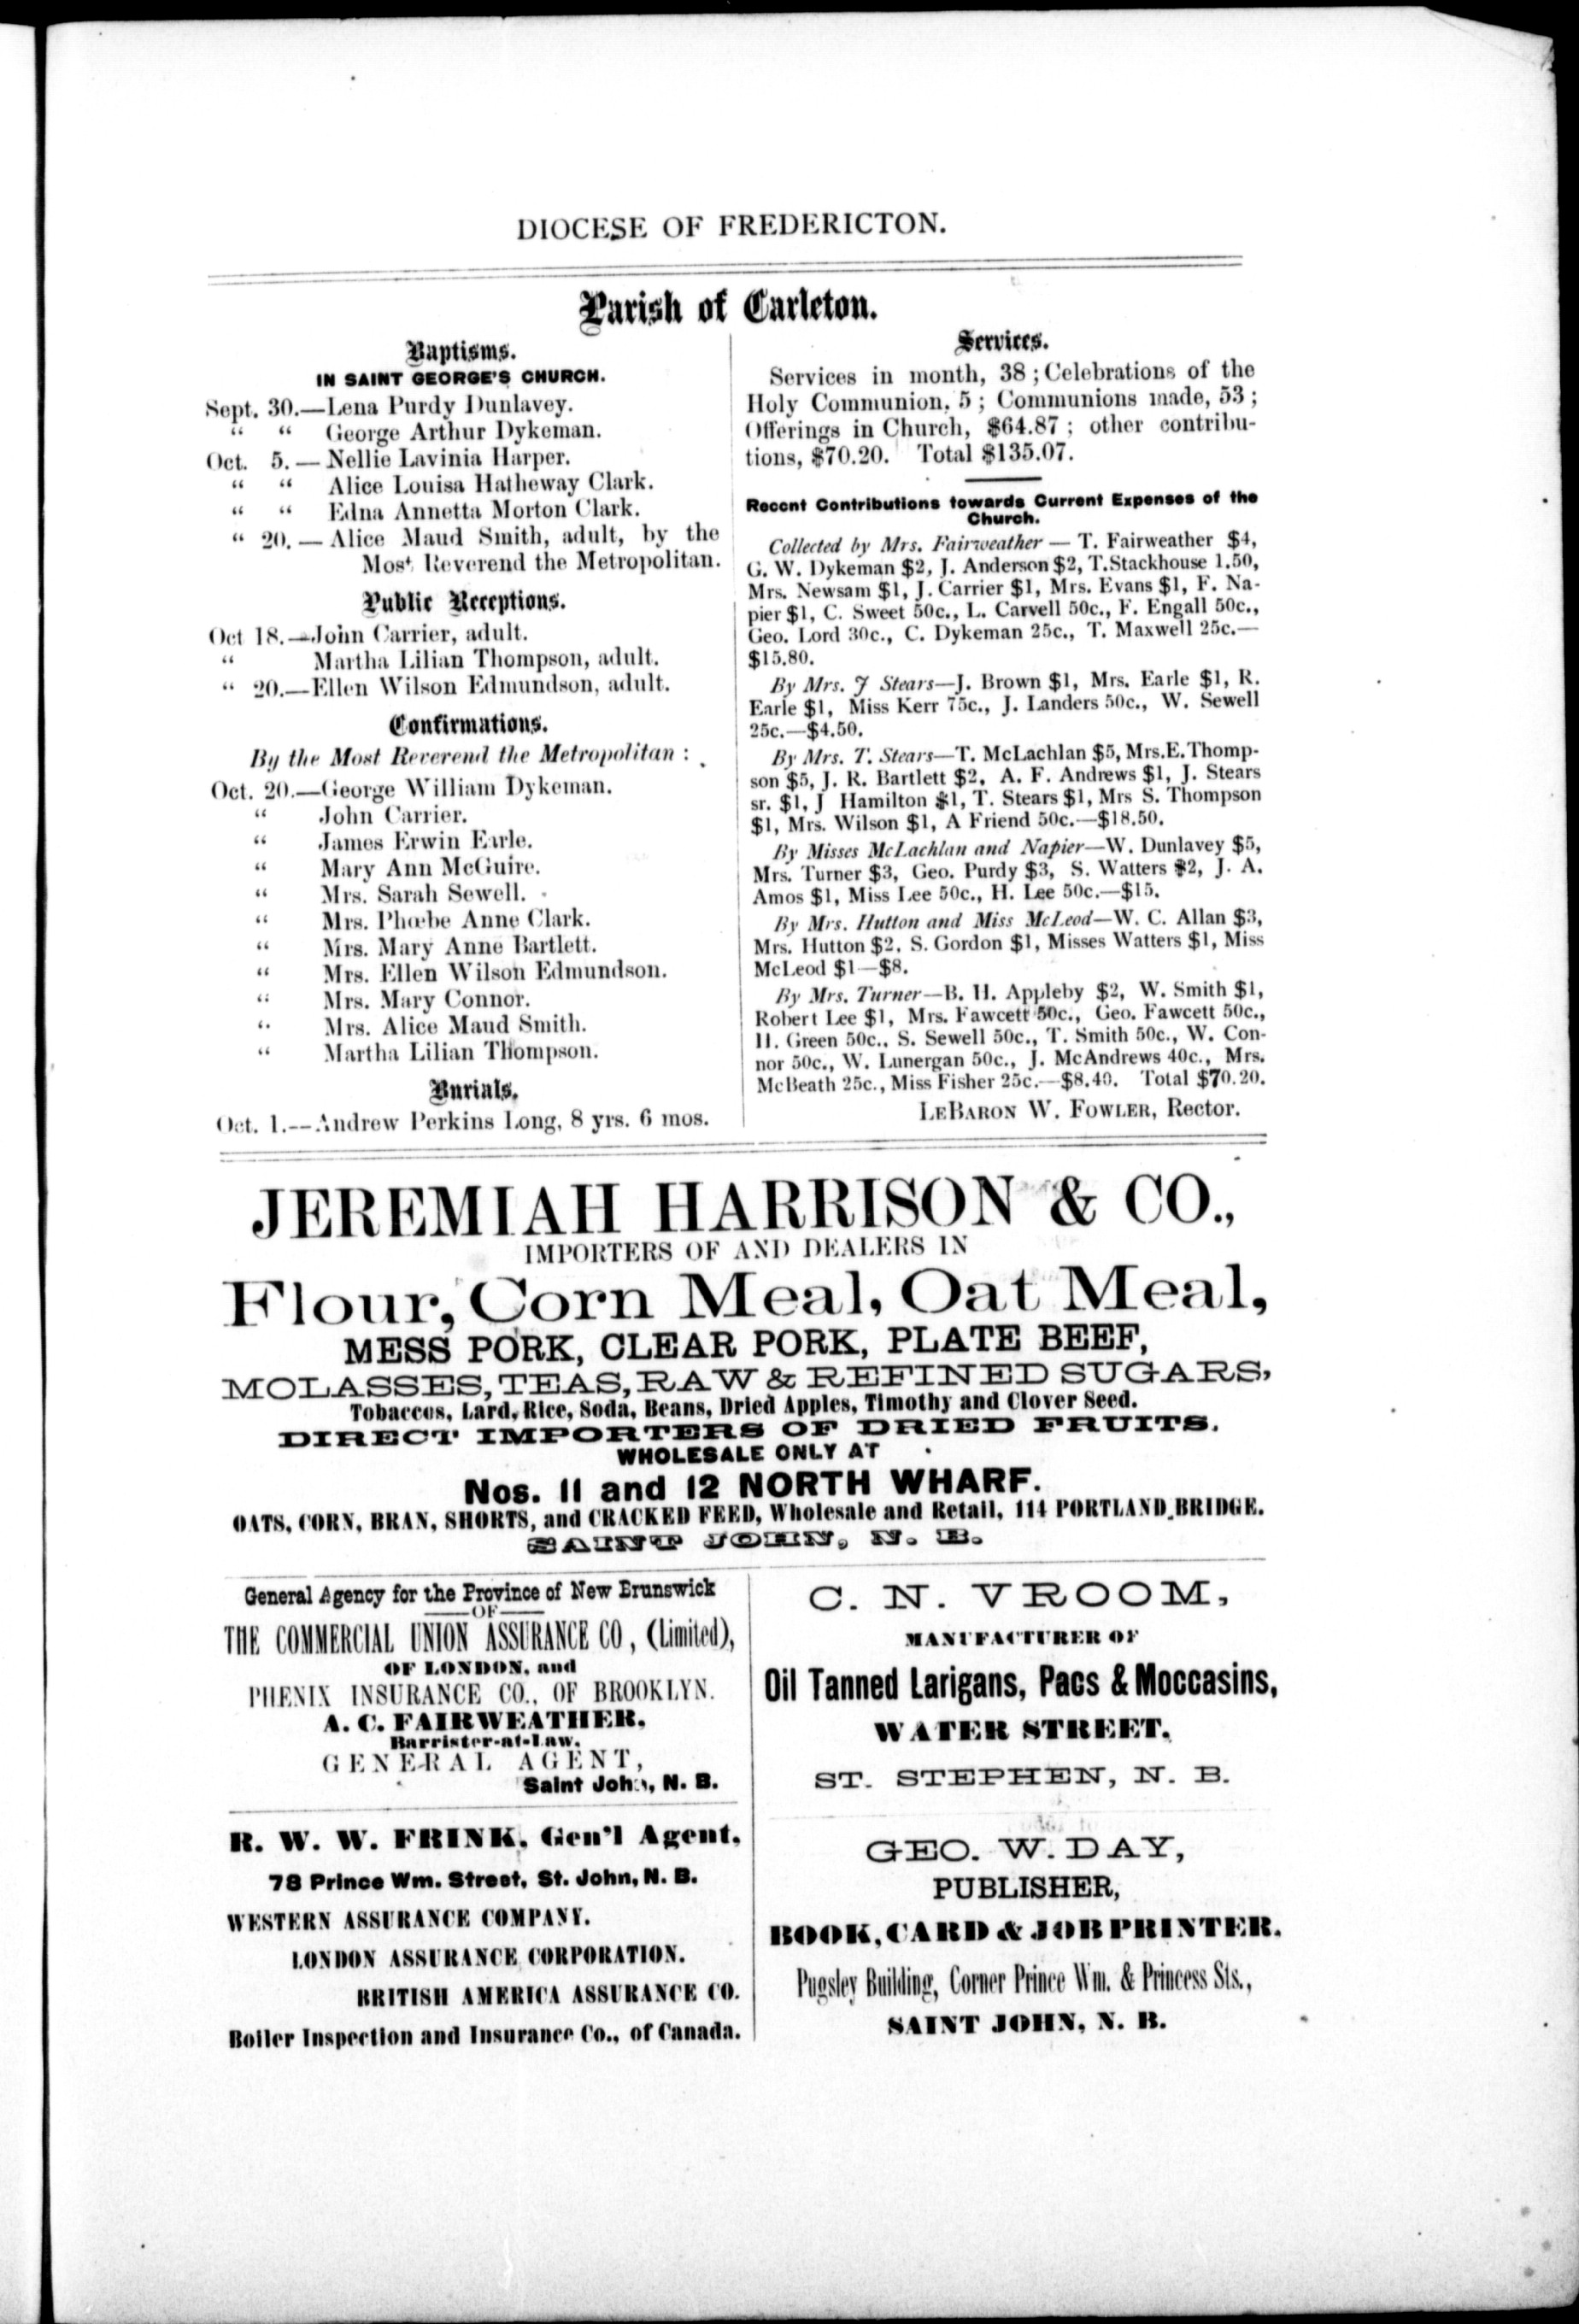 DIOCESE OF FREDERICTON.
Parish of Carleton.
Baptisms.
IN SAINT GEORGE'S CHURCH.
Sept. 30.—Lena Purdy Dunlavey.
“ “ George Arthur Dykeman.
Oct. 5.—Nellie Lavinia Harper.
“ “ Alice Louisa Hatheway Clark.
“ “ Edna Annetta Morton Clark.
“ 20.—Alice Maud Smith, adult, by the
Most Reverend the Metropolitan.
Public Receptions.
Oct 18.—John Carrier, adult.
“ Martha Lilian Thompson, adult.
“ 20.—Ellen Wilson Edmundson, adult.
Confirmations.
By the Most Reverend the Metropolitan :
Oct. 20.—George William Dykeman.
“ John Carrier.
“ James Erwin Earle.
“ Mary Ann McGuire.
“ Mrs. Sarah Sewell.
“ Mrs. Phœbe Anne Clark.
“ Mrs. Mary Anne Bartlett.
“ Mrs. Ellen Wilson Edmundson.
“ Mrs. Mary Connor.
“ Mrs. Alice Maud Smith.
“ Martha Lilian Thompson.
Burials.
Oct. 1.—Andrew Perkins Long, 8 yrs. 6 mos.
Services.
Services in month, 38 ; Celebrations of the
Holy Communion, 5 ; Communions made, 53 ;
Offerings in Church, $64.87 ; other contribu-
tions, $70.20. Total $135.07.
Recent Contributions towards Current Expenses of the
Church.
Collected by Mrs. Fairweather — T. Fairweather $4,
G. W. Dykeman $2, J. Anderson $2, T. Stackhouse 1.50,
Mrs. Newsam $1, J. Carrier $1, Mrs. Evans $1, F. Na-
pier $1, C. Sweet 50c., L. Carvell 50c., F. Engall 50c.,
Geo. Lord 30c., C. Dykeman 25c., T. Maxwell 25c.—
$15.80.
By Mrs. J Stears—J. Brown $1, Mrs. Earle $1, R.
Earle $1, Miss Kerr 75c., J. Landers 50c., W. Sewell
25c.—$4.50.
By Mrs. T. Stears—T. McLachlan $5, Mrs. E. Thomp-
son $5, J. R. Bartlett $2, A. F. Andrews $1, J. Stears
sr. $1, J Hamilton $1, T. Stears $1, Mrs S. Thompson
$1, Mrs. Wilson $1, A Friend 50c.—$18.50.
By Misses McLachlan and Napier—W. Dunlavey $5,
Mrs. Turner $3, Geo. Purdy $3, S. Watters $2, J. A.
Amos $1, Miss Lee 50c., H. Lee 50c.—$15.
By Mrs. Hutton and Miss McLeod—W. C. Allan $3,
Mrs. Hutton $2, S. Gordon $1, Misses Watters $1, Miss
McLeod $1—$8.
By Mrs. Turner—B. H. Appleby $2, W. Smith $1,
Robert Lee $1, Mrs. Fawcett 50c., Geo. Fawcett 50c.,
H. Green 50c., S. Sewell 50c., T. Smith 50c., W. Con-
nor 50c., W. Lunergan 50c., J. McAndrews 40c., Mrs.
McBeath 25c., Miss Fisher 25c.—$8.40. Total $70.20.
LEBARON W. FOWLER, Rector.
JEREMIAH HARRISON & CO.,
IMPORTERS OF AND DEALERS IN
Flour, Corn Meal, Oat Meal,
MESS PORK, CLEAR PORK, PLATE BEEF,
MOLASSES, TEAS, RAW & REFINED SUGARS,
Tobaccos, Lard, Rice, Soda, Beans, Dried Apples, Timothy and Clover Seed.
DIRECT IMPORTERS OF DRIED FRUITS.
WHOLESALE ONLY AT
Nos. 11 and 12 NORTH WHARF.
OATS, CORN, BRAN, SHORTS, and CRACKED FEED, Wholesale and Retail, 114 PORTLAND BRIDGE.
SAINT JOHN, N. B.
General Agency for the Province of New Brunswick
—OF—
THE COMMERCIAL UNION ASSURANCE CO, (Limited),
OF LONDON, and
PHENIX INSURANCE CO., OF BROOKLYN.
A. C. FAIRWEATHER,
Barrister-at-Law,
GENERAL AGENT,
Saint John, N. B.
R. W. W. FRINK, Gen'l Agent,
78 Prince Wm. Street, St. John, N. B.
WESTERN ASSURANCE COMPANY.
LONDON ASSURANCE CORPORATION.
BRITISH AMERICA ASSURANCE CO.
Boiler Inspection and Insurance Co., of Canada.
C. N. VROOM,
MANUFACTURER OF
Oil Tanned Larigans, Pacs & Moccasins,
WATER STREET,
ST. STEPHEN, N. B.
GEO. W. DAY,
PUBLISHER,
BOOK, CARD & JOB PRINTER.
Pugsley Building, Corner Prince Wm. & Princess Sts.,
SAINT JOHN, N. B.